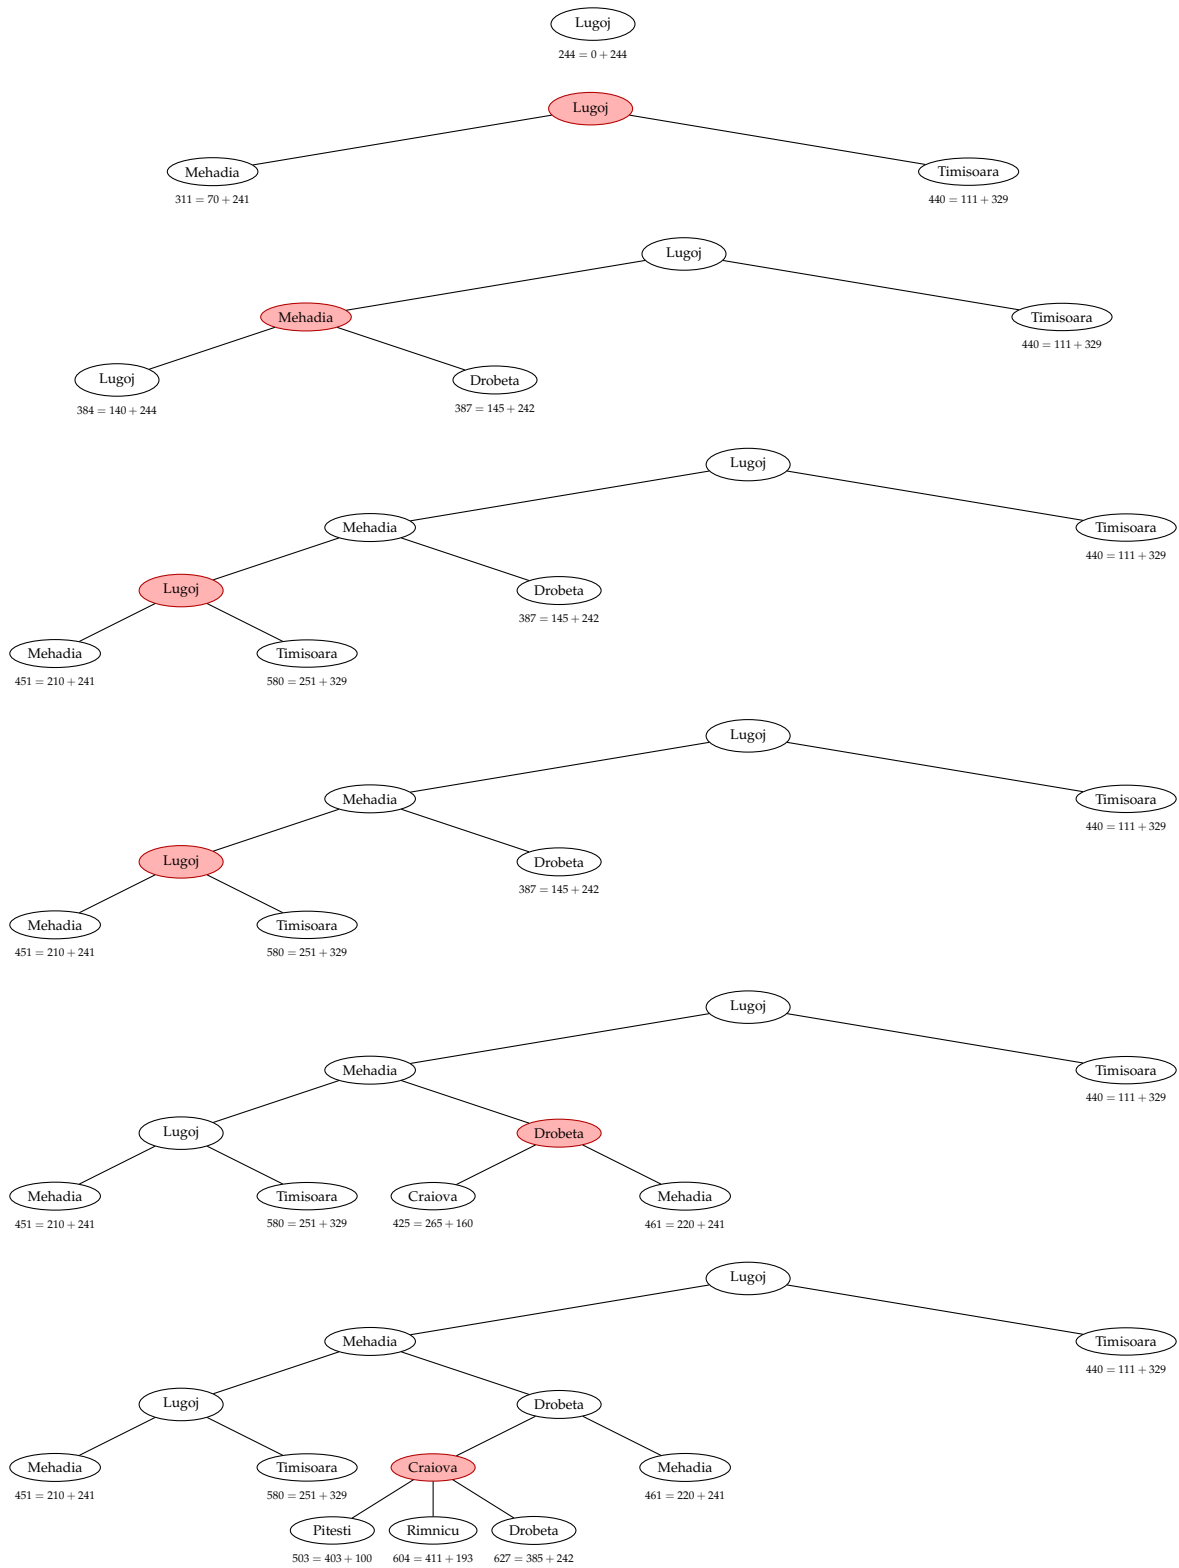 Lugoj
244 = 0 + 244
Lugoj
Mehadia Timisoara
311 = 70 + 241 440 = 111 + 329
Lugoj
Mehadia Timisoara
440 = 111 + 329
Lugoj Drobeta
384 = 140 + 244 387 = 145 + 242
Lugoj
Mehadia Timisoara
440 = 111 + 329
Lugoj Drobeta
387 = 145 + 242
Mehadia Timisoara
451 = 210 + 241 580 = 251 + 329
Lugoj
Mehadia Timisoara
440 = 111 + 329
Lugoj Drobeta
387 = 145 + 242
Mehadia Timisoara
451 = 210 + 241 580 = 251 + 329
Lugoj
Mehadia Timisoara
440 = 111 + 329
Lugoj Drobeta
Mehadia Timisoara Craiova Mehadia
451 = 210 + 241 580 = 251 + 329 425 = 265 + 160 461 = 220 + 241
Lugoj
Mehadia Timisoara
440 = 111 + 329
Lugoj Drobeta
Mehadia Timisoara Craiova Mehadia
451 = 210 + 241 580 = 251 + 329 461 = 220 + 241
Pitesti Rimnicu Drobeta
503 = 403 + 100 604 = 411 + 193 627 = 385 + 242